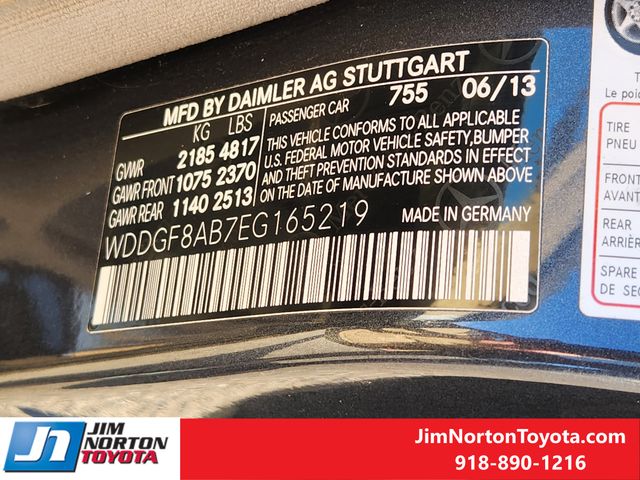 MFD BY DAIMLER AG STUTTGART
KG LBS
GVWR 2185 4817
GAWR FRONT 1075 2370
GAWR REAR 1140 2513
PASSENGER CAR 755 06/13
THIS VEHICLE CONFORMS TO ALL APPLICABLE
U.S. FEDERAL MOTOR VEHICLE SAFETY, BUMPER
AND THEFT PREVENTION STANDARDS IN EFFECT
ON THE DATE OF MANUFACTURE SHOWN ABOVE
WDDGF8AB7EG165219
MADE IN GERMANY
Le poi
TIRE
PNEU
FRONT
AVANT
REAR
ARRIÈR
SPARE
DE SEC
JIM
NORTON
TOYOTA
JimNortonToyota.com
918-890-1216